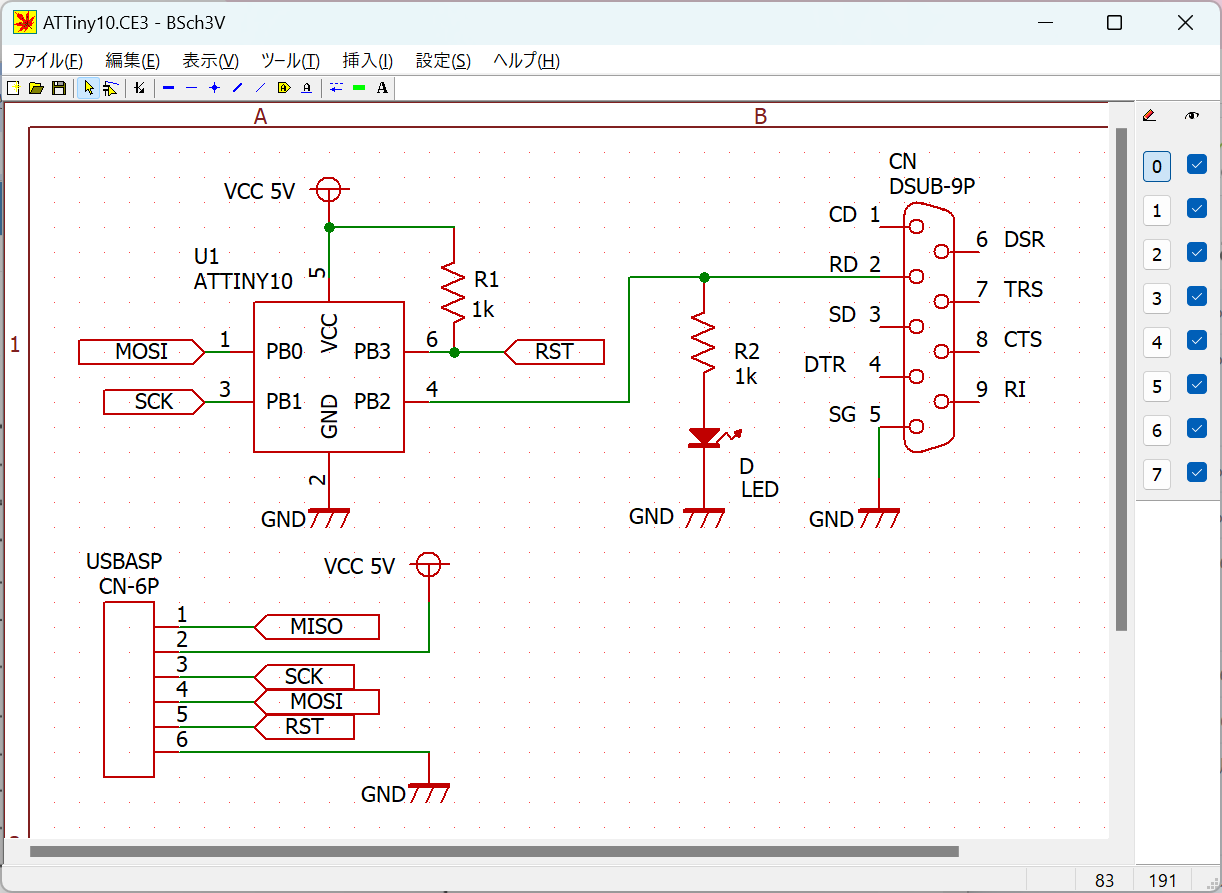 ATTiny10.CE3 - BSch3V
ファイル(F) 編集(E) 表示(V) ツール(T) 挿入(I) 設定(S) ヘルプ(H)
A B
1
VCC 5V
U1
ATTINY10
5
VCC
R1
1k
MOSI 1 PB0 PB3 6 RST
SCK 3 PB1 PB2 4
GND
2
GND
R2
1k
D
LED
GND
CN
DSUB-9P
CD 1
6 DSR
RD 2
7 TRS
SD 3
8 CTS
DTR 4
9 RI
SG 5
GND
USBASP
CN-6P
VCC 5V
1 MISO
2
3 SCK
4 MOSI
5 RST
6
GND
0
1
2
3
4
5
6
7
83 191